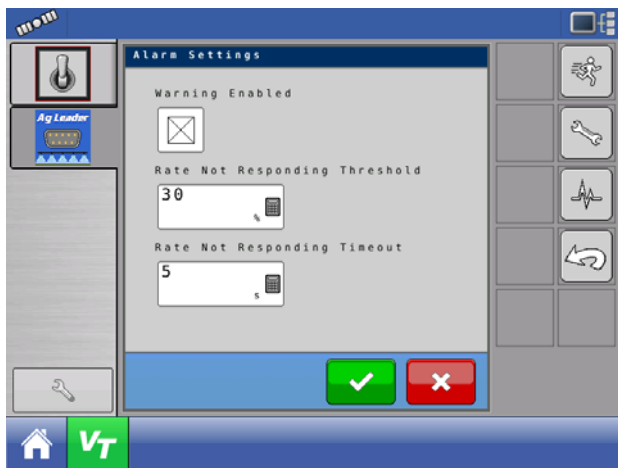 Alarm Settings
Warning Enabled
Ag Leader
Rate Not Responding Threshold
30
%
Rate Not Responding Timeout
5
s
VT